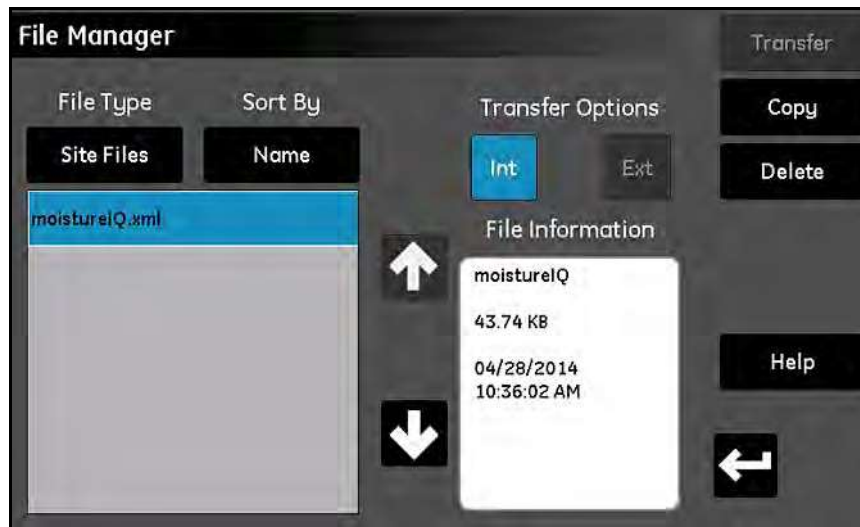 File Manager
Transfer
File Type
Sort By
Transfer Options
Copy
Site Files
Name
Int
Ext
Delete
moistureIQ.xml
File Information
moistureIQ
43.74 KB
04/28/2014
10:36:02 AM
Help